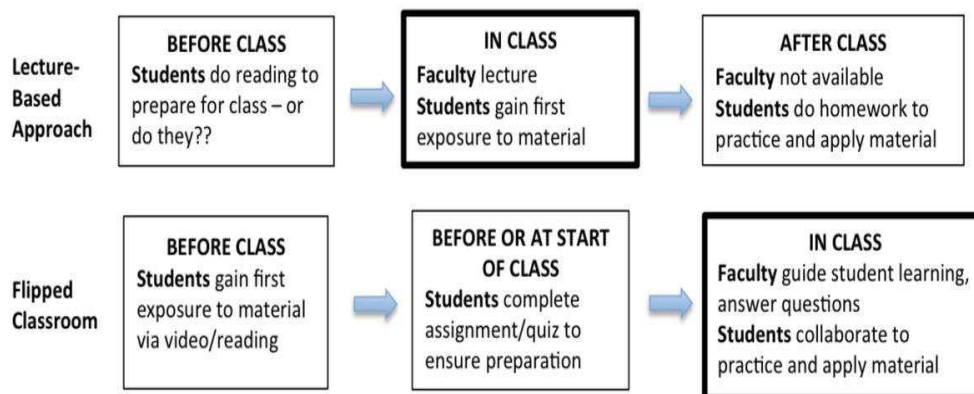 Lecture-
Based
Approach
BEFORE CLASS
Students do reading to
prepare for class – or
do they??
IN CLASS
Faculty lecture
Students gain first
exposure to material
AFTER CLASS
Faculty not available
Students do homework to
practice and apply material
Flipped
Classroom
BEFORE CLASS
Students gain first
exposure to material
via video/reading
BEFORE OR AT START
OF CLASS
Students complete
assignment/quiz to
ensure preparation
IN CLASS
Faculty guide student learning,
answer questions
Students collaborate to
practice and apply material